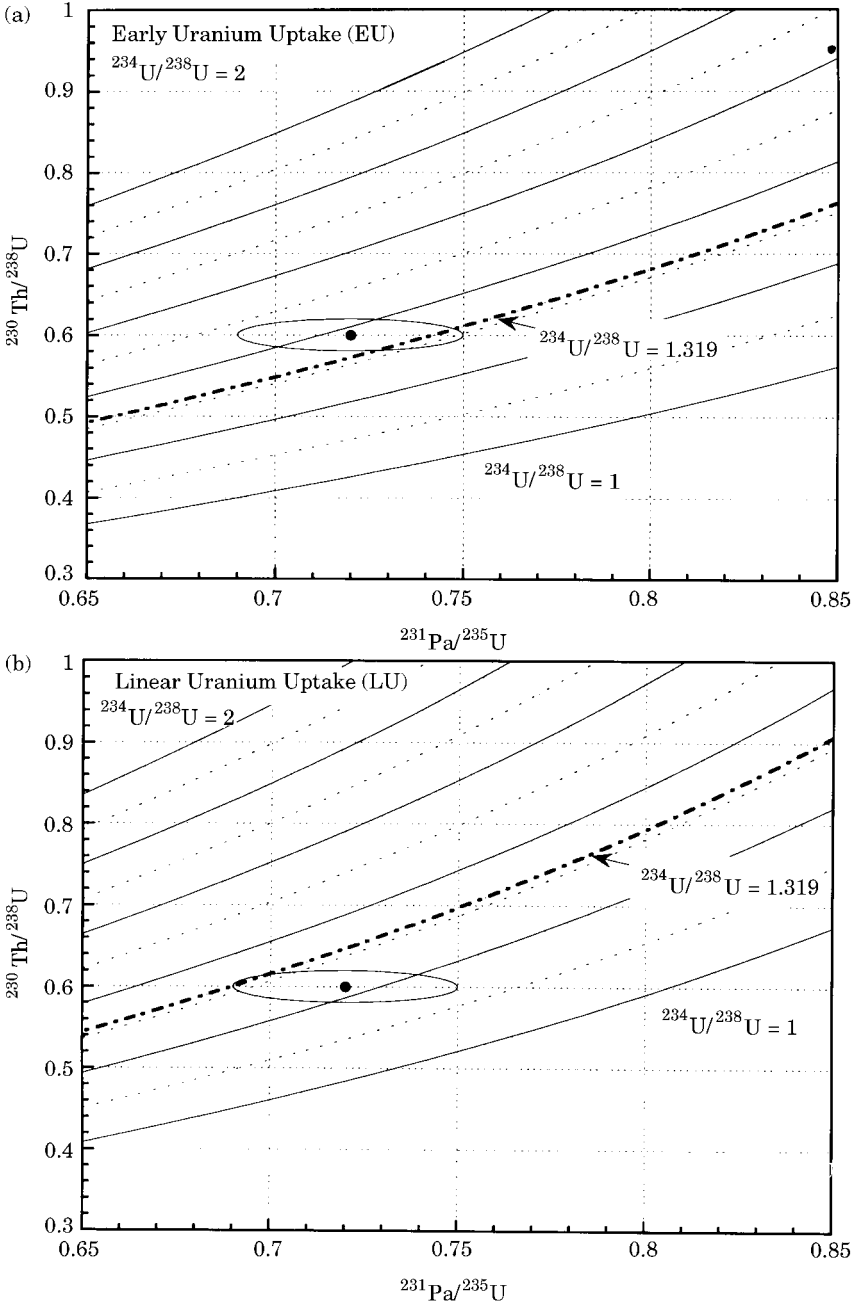 (a)
Early Uranium Uptake (EU)
²³⁴U/²³⁸U = 2
1
0.9
0.8
0.7
0.6
0.5
0.4
0.3
²³⁰Th/²³⁸U
²³⁴U/²³⁸U = 1.319
²³⁴U/²³⁸U = 1
0.65
0.7
0.75
0.8
0.85
²³¹Pa/²³⁵U
(b)
Linear Uranium Uptake (LU)
²³⁴U/²³⁸U = 2
1
0.9
0.8
0.7
0.6
0.5
0.4
0.3
²³⁰Th/²³⁸U
²³⁴U/²³⁸U = 1.319
²³⁴U/²³⁸U = 1
0.65
0.7
0.75
0.8
0.85
²³¹Pa/²³⁵U